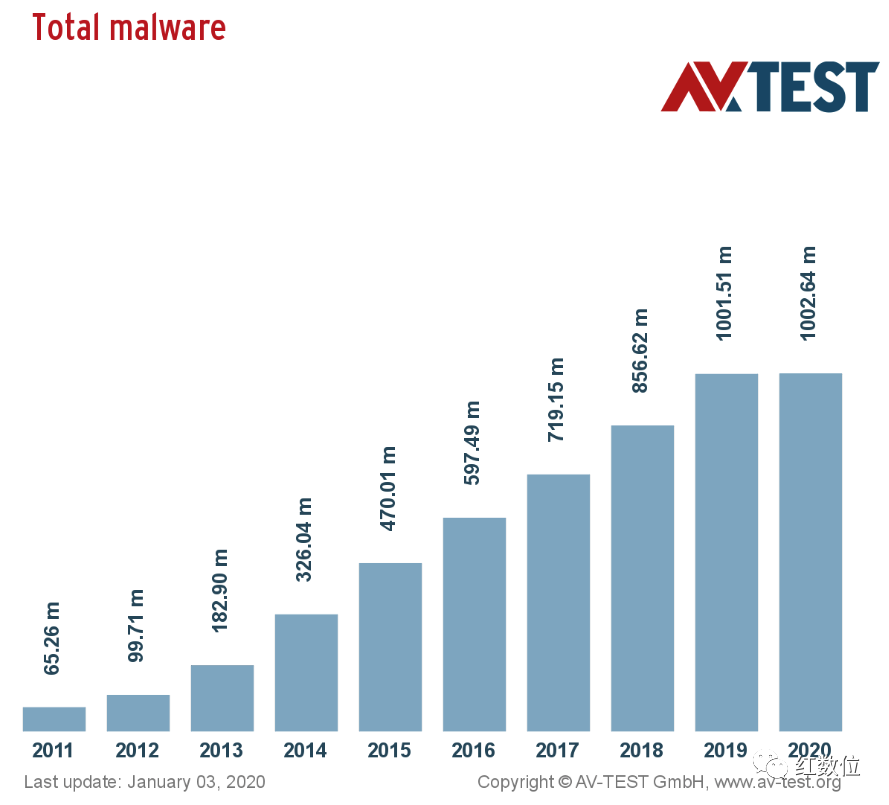 Total malware
AV TEST
65.26 m
99.71 m
182.90 m
326.04 m
470.01 m
597.49 m
719.15 m
856.62 m
1001.51 m
1002.64 m
2011 2012 2013 2014 2015 2016 2017 2018 2019 2020
Last update: January 03, 2020
Copyright © AV-TEST GmbH, www.av-test.org
红数位